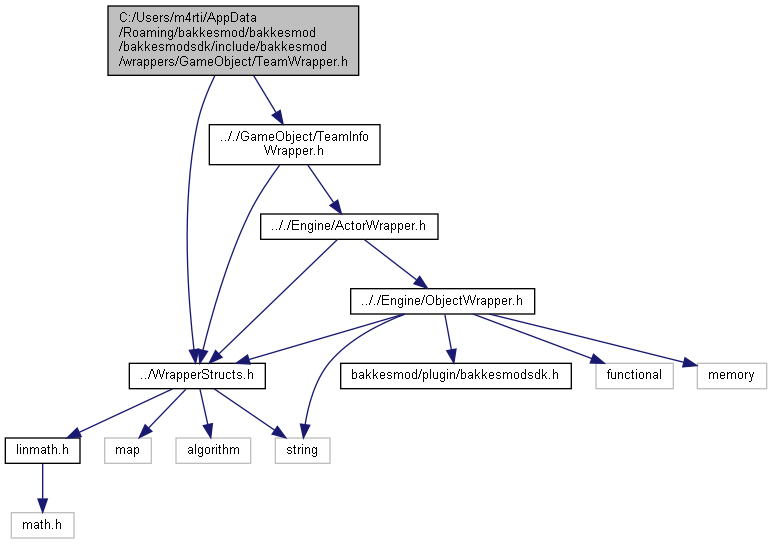 C:/Users/m4rti/AppData
/Roaming/bakkesmod/bakkesmod
/bakkesmodsdk/include/bakkesmod
/wrappers/GameObject/TeamWrapper.h
.././GameObject/TeamInfo
Wrapper.h
.././Engine/ActorWrapper.h
.././Engine/ObjectWrapper.h
../WrapperStructs.h
bakkesmod/plugin/bakkesmodsdk.h
functional
memory
linmath.h
map
algorithm
string
math.h